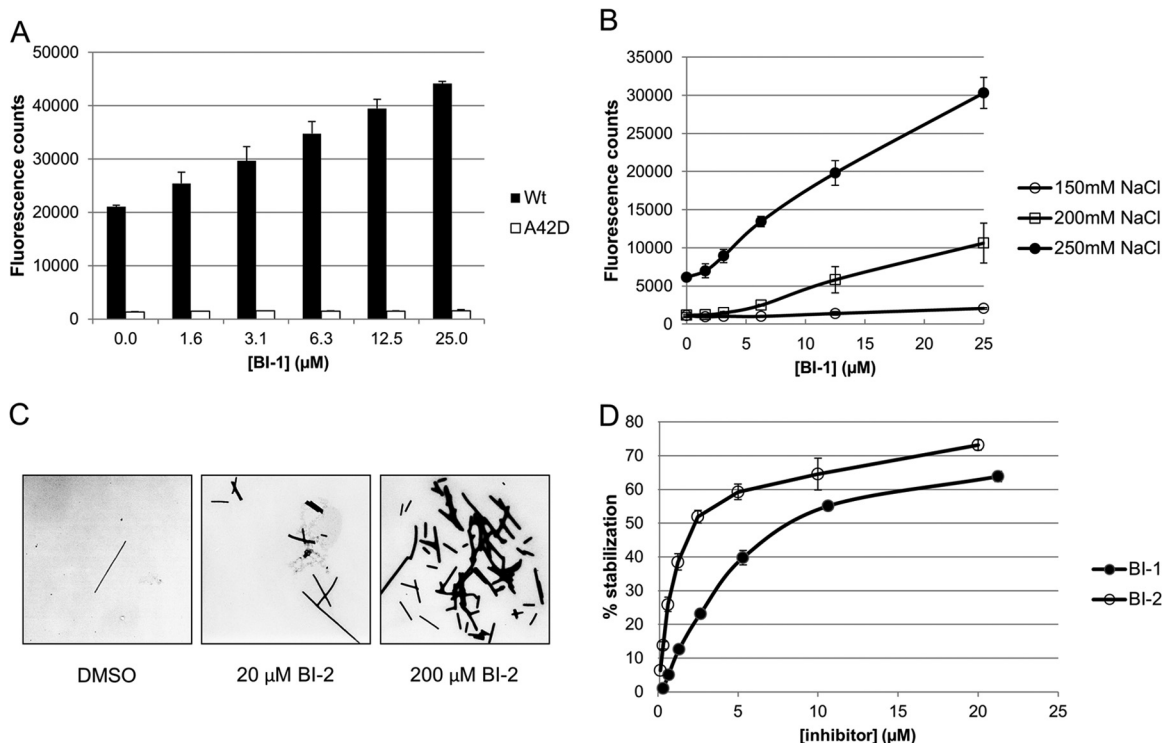 A
50000
40000
30000
20000
10000
0
Fluorescence counts
0.0 1.6 3.1 6.3 12.5 25.0
[BI-1] (µM)
Wt
A42D
B
35000
30000
25000
20000
15000
10000
5000
0
Fluorescence counts
0 5 10 15 20 25
[BI-1] (µM)
150mM NaCl
200mM NaCl
250mM NaCl
C
DMSO
20 µM BI-2
200 µM BI-2
D
80
70
60
50
40
30
20
10
0
% stabilization
0 5 10 15 20 25
[inhibitor] (µM)
BI-1
BI-2